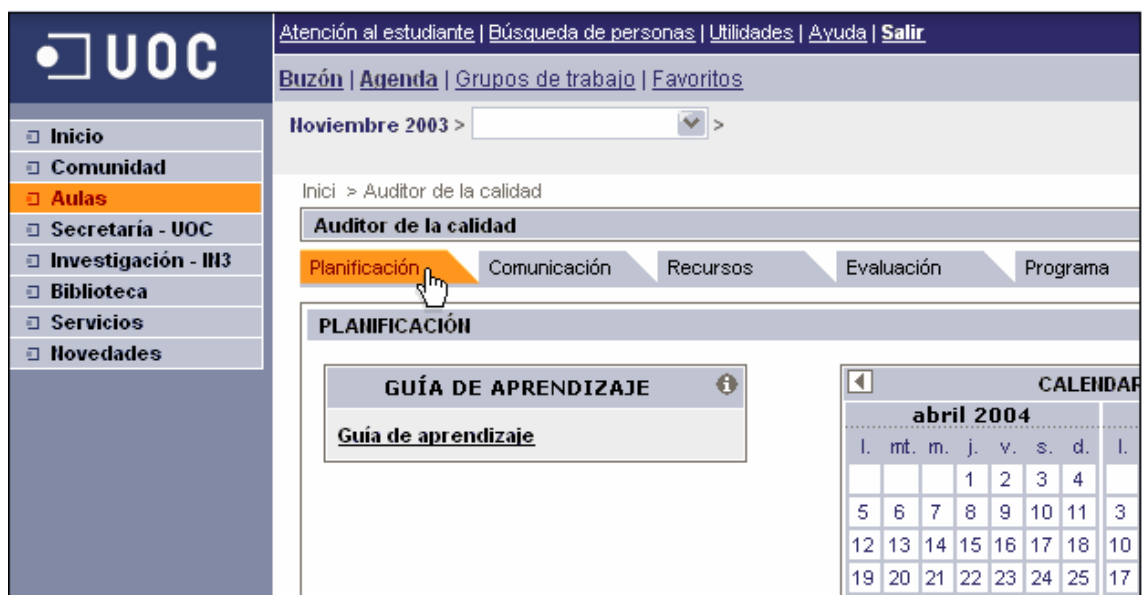 UOC
Atención al estudiante | Búsqueda de personas | Utilidades | Ayuda | Salir
Buzón | Agenda | Grupos de trabajo | Favoritos
Noviembre 2003 > >
Inicio
Comunidad
Aulas
Secretaría - UOC
Investigación - IN3
Biblioteca
Servicios
Novedades
Inici > Auditor de la calidad
Auditor de la calidad
Planificación Comunicación Recursos Evaluación Programa
PLANIFICACIÓN
GUÍA DE APRENDIZAJE
Guía de aprendizaje
CALENDAR
abril 2004
l. mt. m. j. v. s. d. l.
1 2 3 4
5 6 7 8 9 10 11 3
12 13 14 15 16 17 18 10
19 20 21 22 23 24 25 17